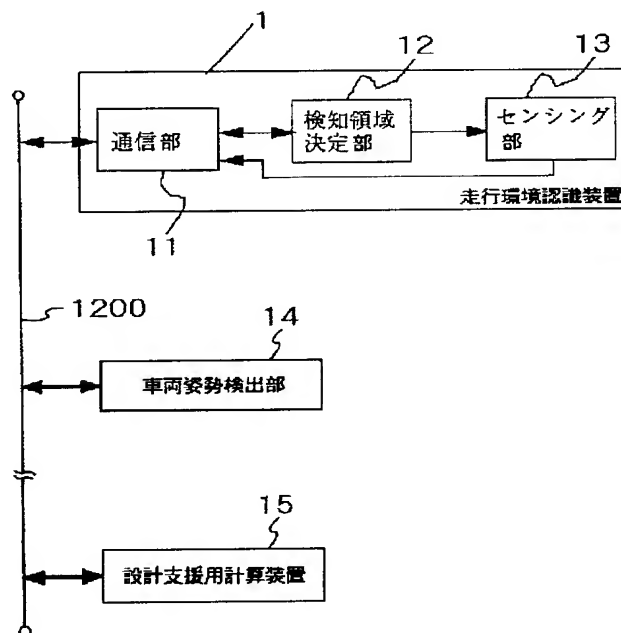 1
12
13
通信部
検知領域
決定部
センシング
部
11
走行環境認識装置
1200
14
車両姿勢検出部
15
設計支援用計算装置